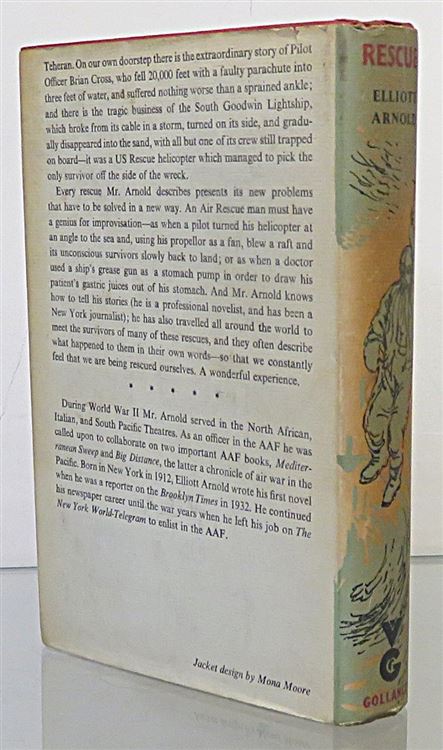 Teheran. On our own doorstep there is the extraordinary story of Pilot
Officer Brian Cross, who fell 20,000 feet with a faulty parachute into
three feet of water, and suffered nothing worse than a sprained ankle;
and there is the tragic business of the South Goodwin Lightship,
which broke from its cable in a storm, turned on its side, and gradu-
ally disappeared into the sand, with all but one of its crew still trapped
on board—it was a US Rescue helicopter which managed to pick the
only survivor off the side of the wreck.
Every rescue Mr. Arnold describes presents its new problems
that have to be solved in a new way. An Air Rescue man must have
a genius for improvisation—as when a pilot turned his helicopter at
an angle to the sea and, using his propellor as a fan, blew a raft and
its unconscious survivors slowly back to land; or as when a doctor
used a ship's grease gun as a stomach pump in order to draw his
patient's gastric juices out of his stomach. And Mr. Arnold knows
how to tell his stories (he is a professional novelist, and has been a
New York journalist); he has also travelled all around the world to
meet the survivors of many of these rescues, and they often describe
what happened to them in their own words—so that we constantly
feel that we are being rescued ourselves. A wonderful experience.
* * * * *
During World War II Mr. Arnold served in the North African,
Italian, and South Pacific Theatres. As an officer in the AAF he was
called upon to collaborate on two important AAF books, Mediter-
ranean Sweep and Big Distance, the latter a chronicle of air war in the
Pacific. Born in New York in 1912, Elliott Arnold wrote his first novel
when he was a reporter on the Brooklyn Times in 1932. He continued
his newspaper career until the war years when he left his job on The
New York World-Telegram to enlist in the AAF.
Jacket design by Mona Moore
RESCUE
ELLIOTT
ARNOLD
V
G
GOLLANCZ